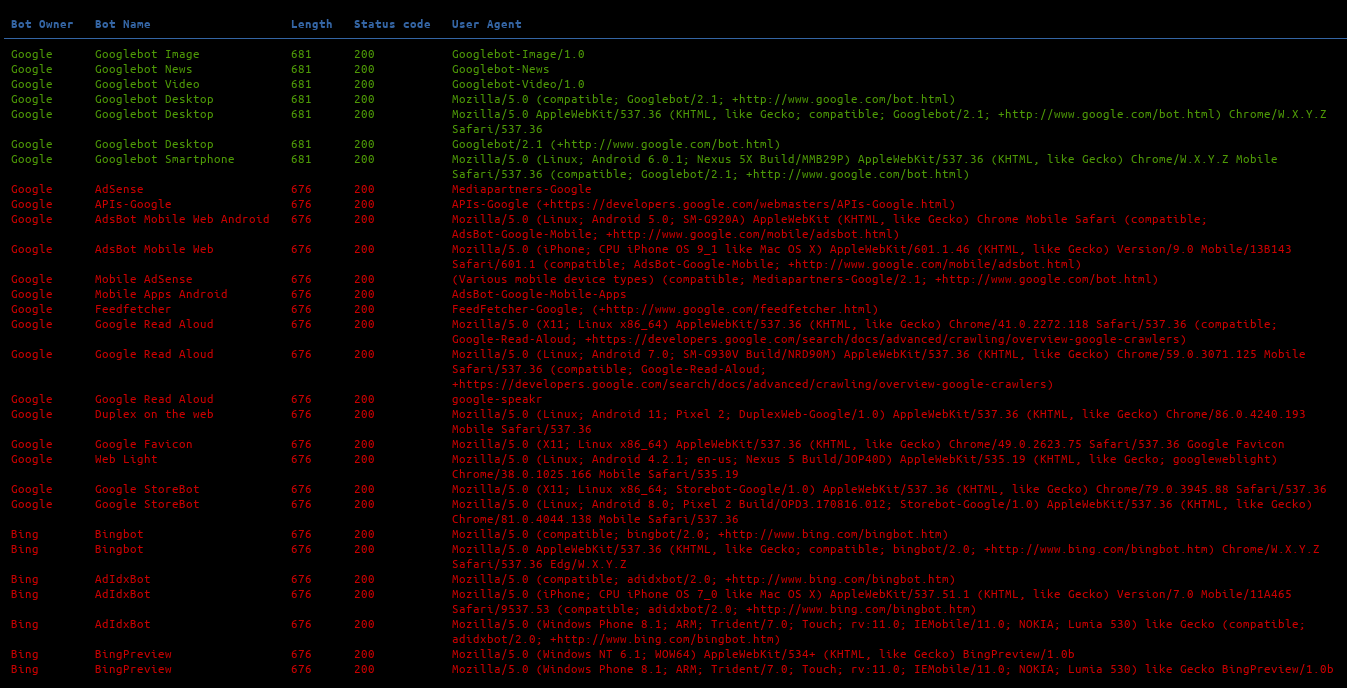 Bot Owner Bot Name Length Status code User Agent
Google Googlebot Image 681 200 Googlebot-Image/1.0
Google Googlebot News 681 200 Googlebot-News
Google Googlebot Video 681 200 Googlebot-Video/1.0
Google Googlebot Desktop 681 200 Mozilla/5.0 (compatible; Googlebot/2.1; +http://www.google.com/bot.html)
Google Googlebot Desktop 681 200 Mozilla/5.0 AppleWebKit/537.36 (KHTML, like Gecko; compatible; Googlebot/2.1; +http://www.google.com/bot.html) Chrome/W.X.Y.Z
Safari/537.36
Google Googlebot Desktop 681 200 Googlebot/2.1 (+http://www.google.com/bot.html)
Google Googlebot Smartphone 681 200 Mozilla/5.0 (Linux; Android 6.0.1; Nexus 5X Build/MMB29P) AppleWebKit/537.36 (KHTML, like Gecko) Chrome/W.X.Y.Z Mobile
Safari/537.36 (compatible; Googlebot/2.1; +http://www.google.com/bot.html)
Google AdSense 676 200 Mediapartners-Google
Google APIs-Google 676 200 APIs-Google (+https://developers.google.com/webmasters/APIs-Google.html)
Google AdsBot Mobile Web Android 676 200 Mozilla/5.0 (Linux; Android 5.0; SM-G920A) AppleWebKit (KHTML, like Gecko) Chrome Mobile Safari (compatible;
AdsBot-Google-Mobile; +http://www.google.com/mobile/adsbot.html)
Google AdsBot Mobile Web 676 200 Mozilla/5.0 (iPhone; CPU iPhone OS 9_1 like Mac OS X) AppleWebKit/601.1.46 (KHTML, like Gecko) Version/9.0 Mobile/13B143
Safari/601.1 (compatible; AdsBot-Google-Mobile; +http://www.google.com/mobile/adsbot.html)
Google Mobile AdSense 676 200 (Various mobile device types) (compatible; Mediapartners-Google/2.1; +http://www.google.com/bot.html)
Google Mobile Apps Android 676 200 AdsBot-Google-Mobile-Apps
Google Feedfetcher 676 200 FeedFetcher-Google; (+http://www.google.com/feedfetcher.html)
Google Google Read Aloud 676 200 Mozilla/5.0 (X11; Linux x86_64) AppleWebKit/537.36 (KHTML, like Gecko) Chrome/41.0.2272.118 Safari/537.36 (compatible;
Google-Read-Aloud; +https://developers.google.com/search/docs/advanced/crawling/overview-google-crawlers)
Google Google Read Aloud 676 200 Mozilla/5.0 (Linux; Android 7.0; SM-G930V Build/NRD90M) AppleWebKit/537.36 (KHTML, like Gecko) Chrome/59.0.3071.125 Mobile
Safari/537.36 (compatible; Google-Read-Aloud;
+https://developers.google.com/search/docs/advanced/crawling/overview-google-crawlers)
Google Google Read Aloud 676 200 google-speakr
Google Duplex on the web 676 200 Mozilla/5.0 (Linux; Android 11; Pixel 2; DuplexWeb-Google/1.0) AppleWebKit/537.36 (KHTML, like Gecko) Chrome/86.0.4240.193
Mobile Safari/537.36
Google Google Favicon 676 200 Mozilla/5.0 (X11; Linux x86_64) AppleWebKit/537.36 (KHTML, like Gecko) Chrome/49.0.2623.75 Safari/537.36 Google Favicon
Google Web Light 676 200 Mozilla/5.0 (Linux; Android 4.2.1; en-us; Nexus 5 Build/JOP40D) AppleWebKit/535.19 (KHTML, like Gecko; googleweblight)
Chrome/38.0.1025.166 Mobile Safari/535.19
Google Google StoreBot 676 200 Mozilla/5.0 (X11; Linux x86_64; Storebot-Google/1.0) AppleWebKit/537.36 (KHTML, like Gecko) Chrome/79.0.3945.88 Safari/537.36
Google Google StoreBot 676 200 Mozilla/5.0 (Linux; Android 8.0; Pixel 2 Build/OPD3.170816.012; Storebot-Google/1.0) AppleWebKit/537.36 (KHTML, like Gecko)
Chrome/81.0.4044.138 Mobile Safari/537.36
Bing Bingbot 676 200 Mozilla/5.0 (compatible; bingbot/2.0; +http://www.bing.com/bingbot.htm)
Bing Bingbot 676 200 Mozilla/5.0 AppleWebKit/537.36 (KHTML, like Gecko; compatible; bingbot/2.0; +http://www.bing.com/bingbot.htm) Chrome/W.X.Y.Z
Safari/537.36 Edg/W.X.Y.Z
Bing AdIdxBot 676 200 Mozilla/5.0 (compatible; adidxbot/2.0; +http://www.bing.com/bingbot.htm)
Bing AdIdxBot 676 200 Mozilla/5.0 (iPhone; CPU iPhone OS 7_0 like Mac OS X) AppleWebKit/537.51.1 (KHTML, like Gecko) Version/7.0 Mobile/11A465
Safari/9537.53 (compatible; adidxbot/2.0; +http://www.bing.com/bingbot.htm)
Bing AdIdxBot 676 200 Mozilla/5.0 (Windows Phone 8.1; ARM; Trident/7.0; Touch; rv:11.0; IEMobile/11.0; NOKIA; Lumia 530) like Gecko (compatible;
adidxbot/2.0; +http://www.bing.com/bingbot.htm)
Bing BingPreview 676 200 Mozilla/5.0 (Windows NT 6.1; WOW64) AppleWebKit/534+ (KHTML, like Gecko) BingPreview/1.0b
Bing BingPreview 676 200 Mozilla/5.0 (Windows Phone 8.1; ARM; Trident/7.0; Touch; rv:11.0; IEMobile/11.0; NOKIA; Lumia 530) like Gecko BingPreview/1.0b